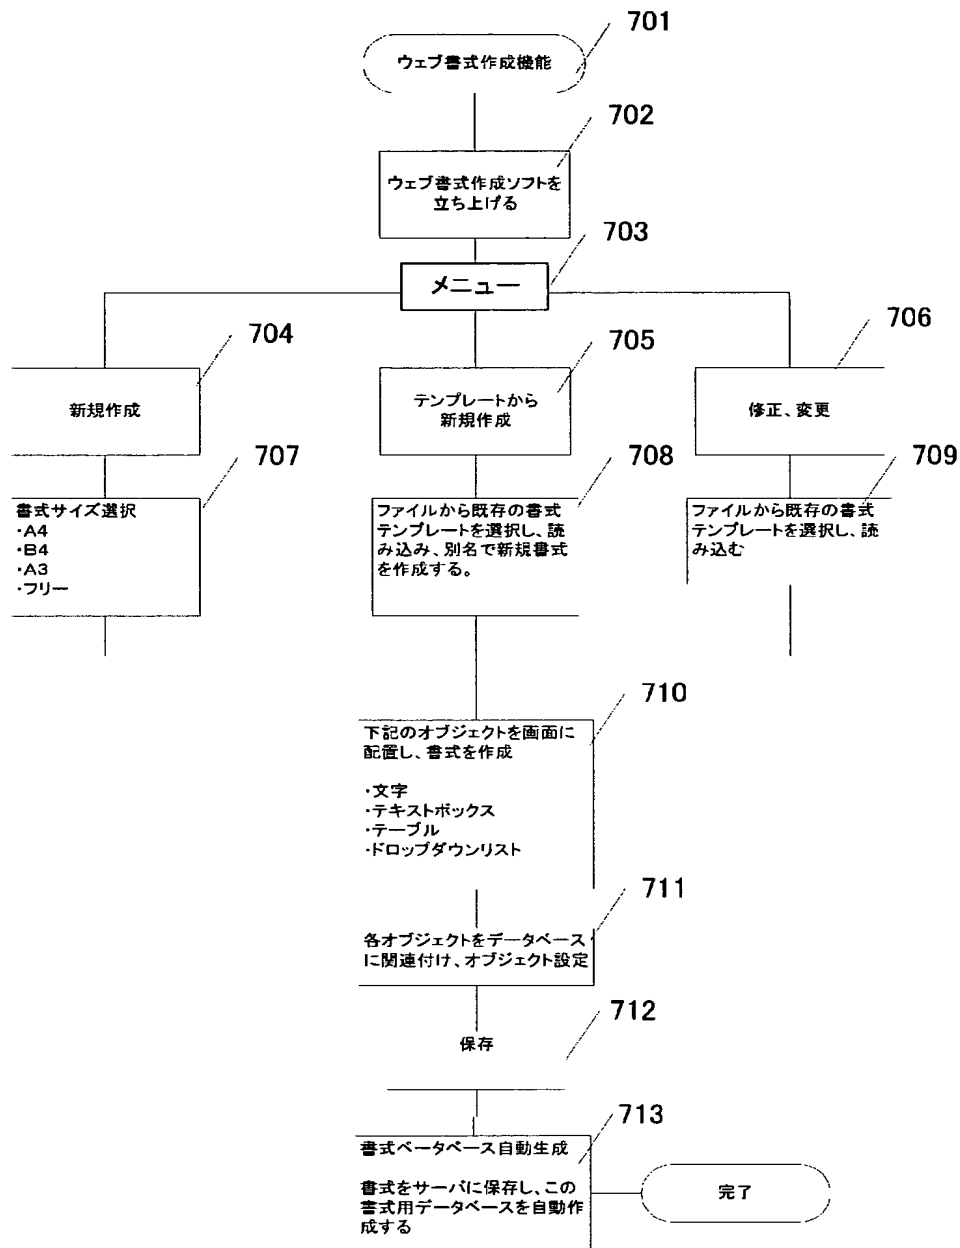 701
ウェブ書式作成機能
702
ウェブ書式作成ソフトを
立ち上げる
703
メニュー
704
新規作成
705
テンプレートから
新規作成
706
修正、変更
707
書式サイズ選択
・A4
・B4
・A3
・フリー
708
ファイルから既存の書式
テンプレートを選択し、読
み込み、別名で新規書式
を作成する。
709
ファイルから既存の書式
テンプレートを選択し、読
み込む
710
下記のオブジェクトを画面に
配置し、書式を作成
・文字
・テキストボックス
・テーブル
・ドロップダウンリスト
711
各オブジェクトをデータベース
に関連付け、オブジェクト設定
712
保存
713
書式ベータベース自動生成
書式をサーバに保存し、この
書式用データベースを自動作
成する
完了